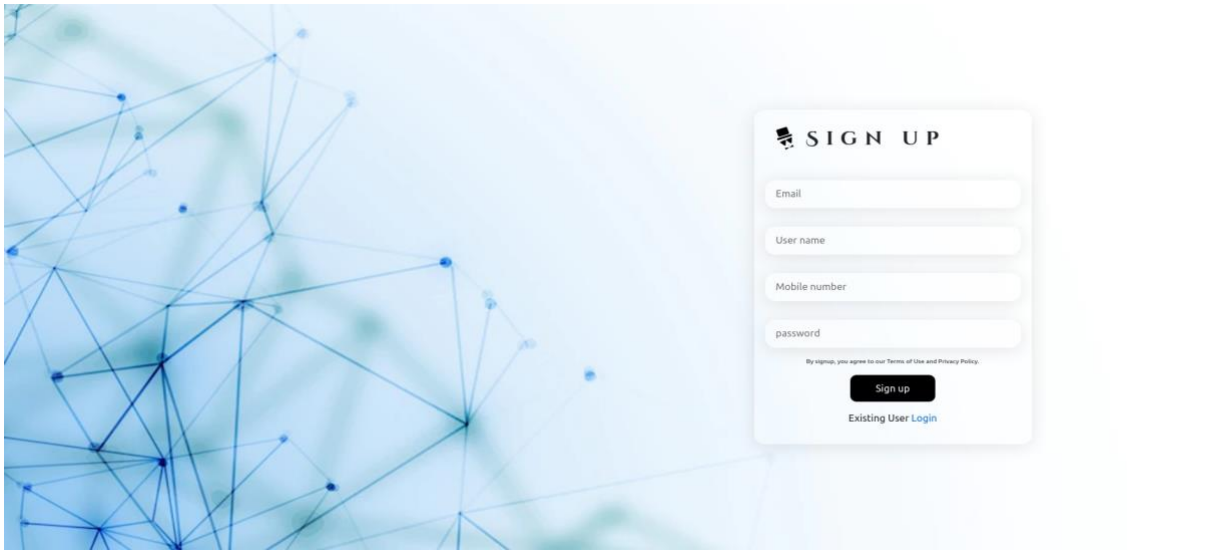 SIGN UP
Email
User name
Mobile number
password
By signup, you agree to our Terms of Use and Privacy Policy.
Sign up
Existing User Login